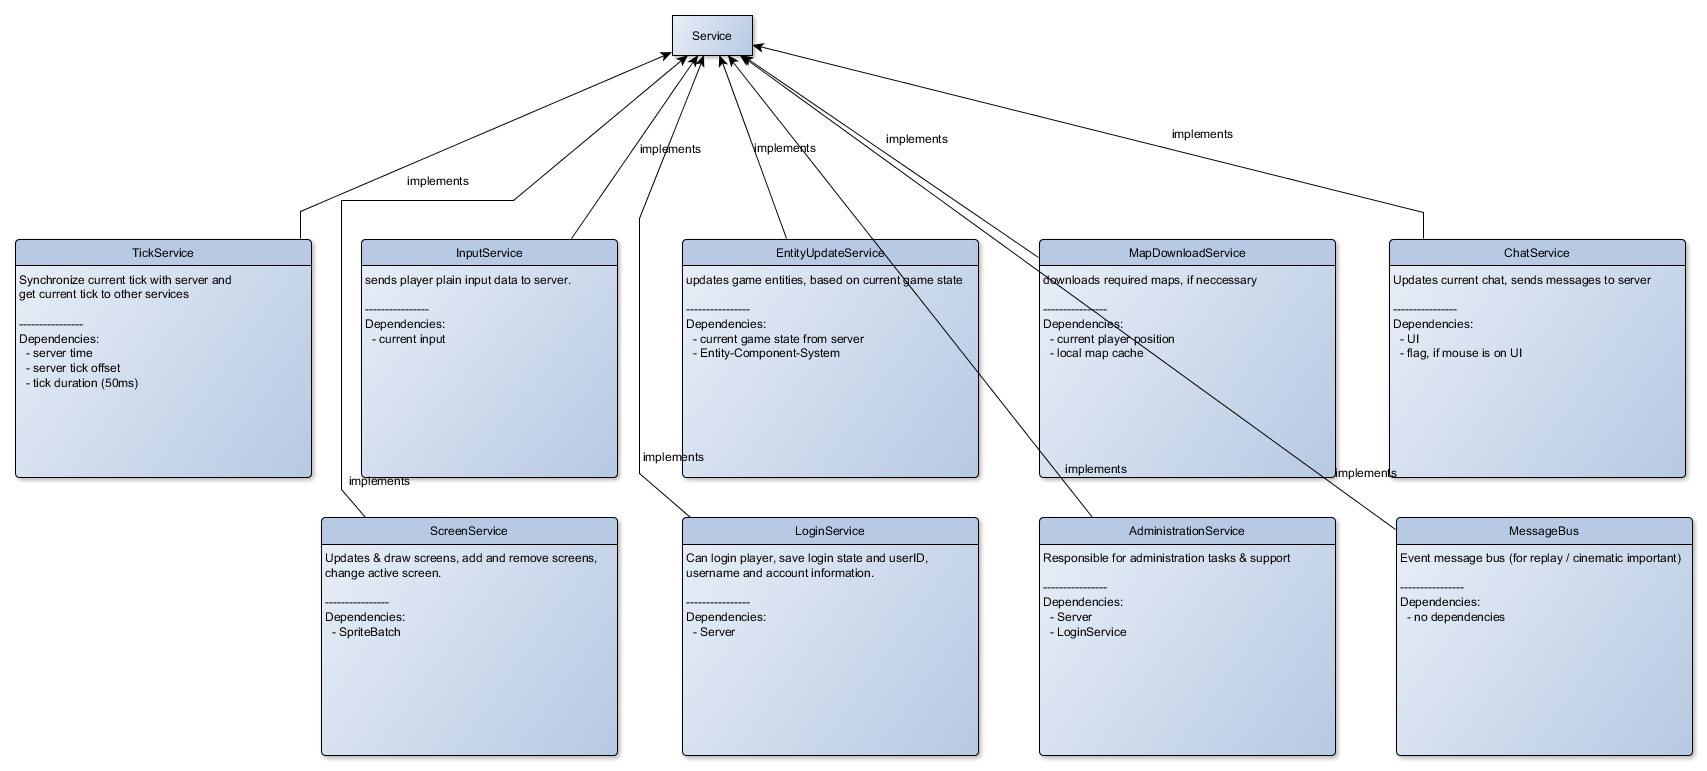 Service
implements
implements
implements
implements
implements
TickService
Synchronize current tick with server and
get current tick to other services
----------------
Dependencies:
- server time
- server tick offset
- tick duration (50ms)
InputService
sends player plain input data to server.
----------------
Dependencies:
- current input
EntityUpdateService
updates game entities, based on current game state
----------------
Dependencies:
- current game state from server
- Entity-Component-System
MapDownloadService
downloads required maps, if neccessary
----------------
Dependencies:
- current player position
- local map cache
ChatService
Updates current chat, sends messages to server
----------------
Dependencies:
- UI
- flag, if mouse is on UI
implements
implements
implements
implements
ScreenService
Updates & draw screens, add and remove screens,
change active screen.
----------------
Dependencies:
- SpriteBatch
LoginService
Can login player, save login state and userID,
username and account information.
----------------
Dependencies:
- Server
AdministrationService
Responsible for administration tasks & support
----------------
Dependencies:
- Server
- LoginService
MessageBus
Event message bus (for replay / cinematic important)
----------------
Dependencies:
- no dependencies